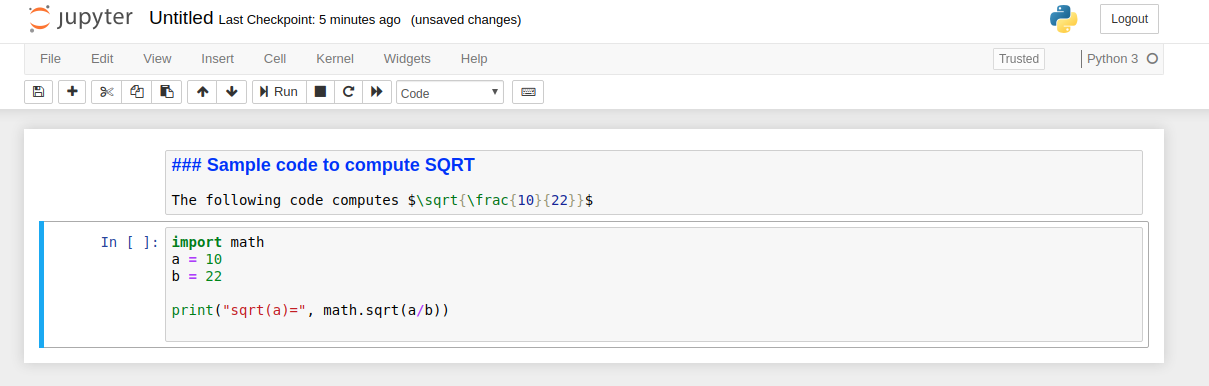 jupyter Untitled Last Checkpoint: 5 minutes ago (unsaved changes) Logout
File Edit View Insert Cell Kernel Widgets Help Trusted Python 3
Run Code
### Sample code to compute SQRT
The following code computes $\sqrt{\frac{10}{22}}$
In [ ]: import math
a = 10
b = 22
print("sqrt(a)=", math.sqrt(a/b))